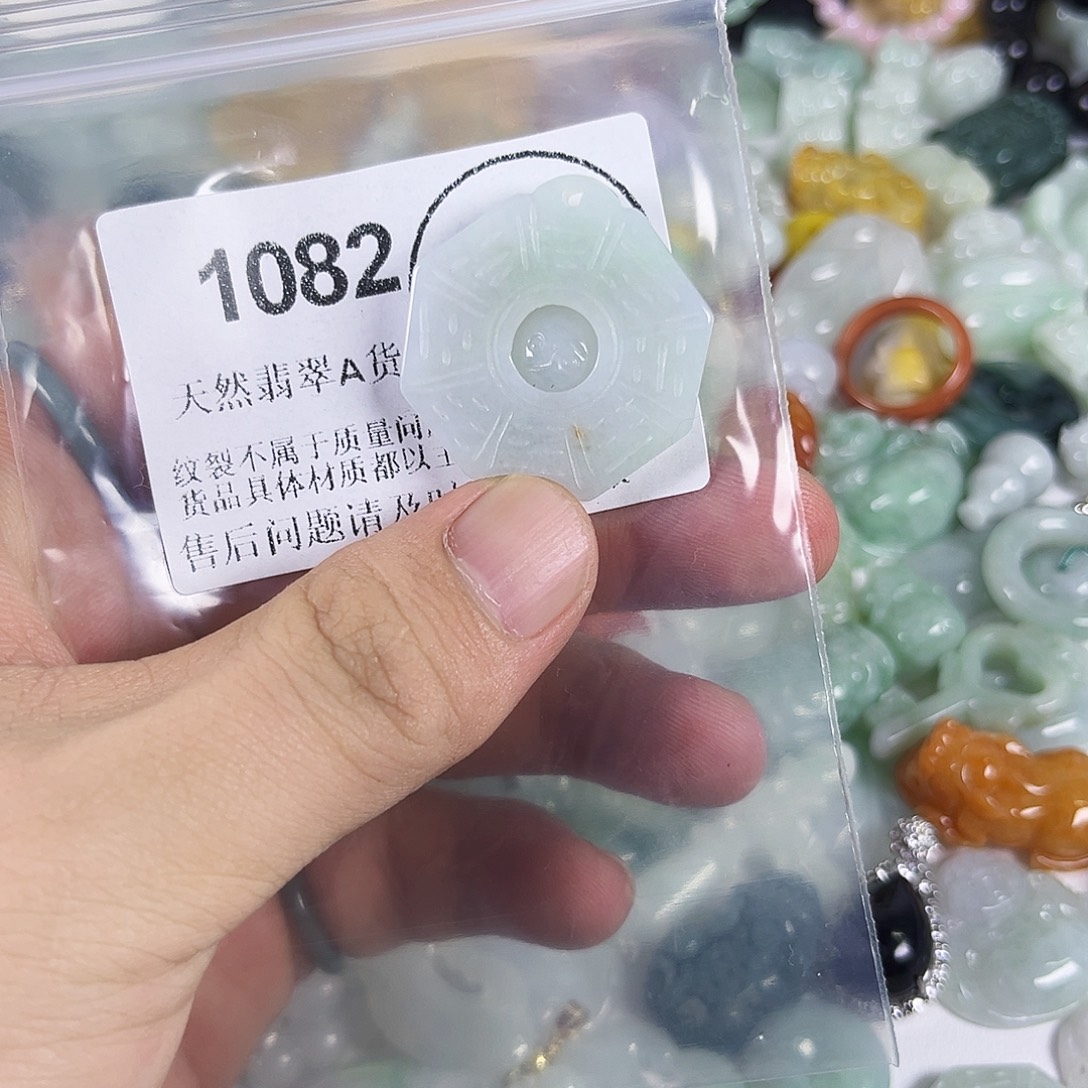 1082
天然翡翠A货
纹裂不属于质量问,
货品具体材质都以
售后问题请及